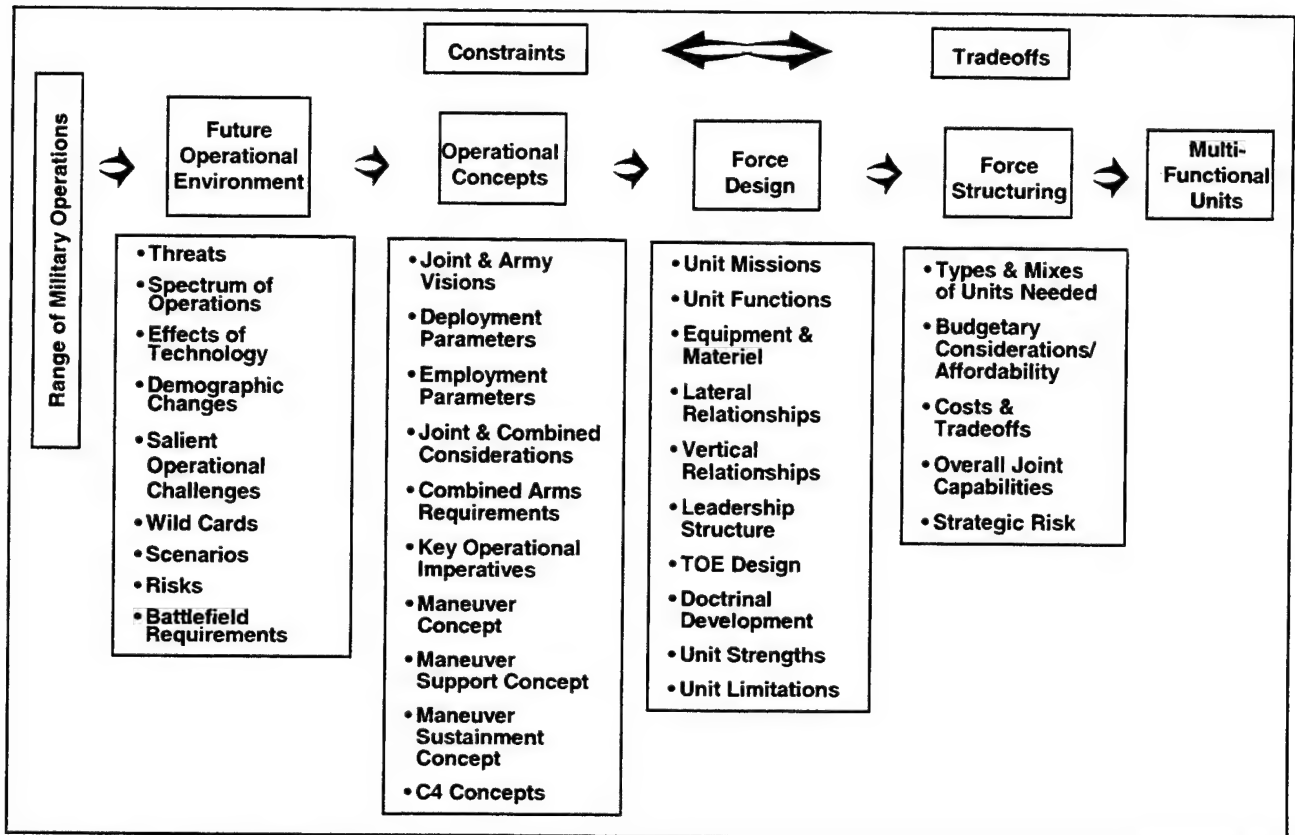 Constraints
Tradeoffs
Range of Military Operations
Future
Operational
Environment
Operational
Concepts
Force
Design
Force
Structuring
Multi-
Functional
Units
• Threats
• Spectrum of
Operations
• Effects of
Technology
• Demographic
Changes
• Salient
Operational
Challenges
• Wild Cards
• Scenarios
• Risks
• Battlefield
Requirements
• Joint & Army
Visions
• Deployment
Parameters
• Employment
Parameters
• Joint & Combined
Considerations
• Combined Arms
Requirements
• Key Operational
Imperatives
• Maneuver
Concept
• Maneuver
Support Concept
• Maneuver
Sustainment
Concept
• C4 Concepts
• Unit Missions
• Unit Functions
• Equipment &
Materiel
• Lateral
Relationships
• Vertical
Relationships
• Leadership
Structure
• TOE Design
• Doctrinal
Development
• Unit Strengths
• Unit Limitations
• Types & Mixes
of Units Needed
• Budgetary
Considerations/
Affordability
• Costs &
Tradeoffs
• Overall Joint
Capabilities
• Strategic Risk